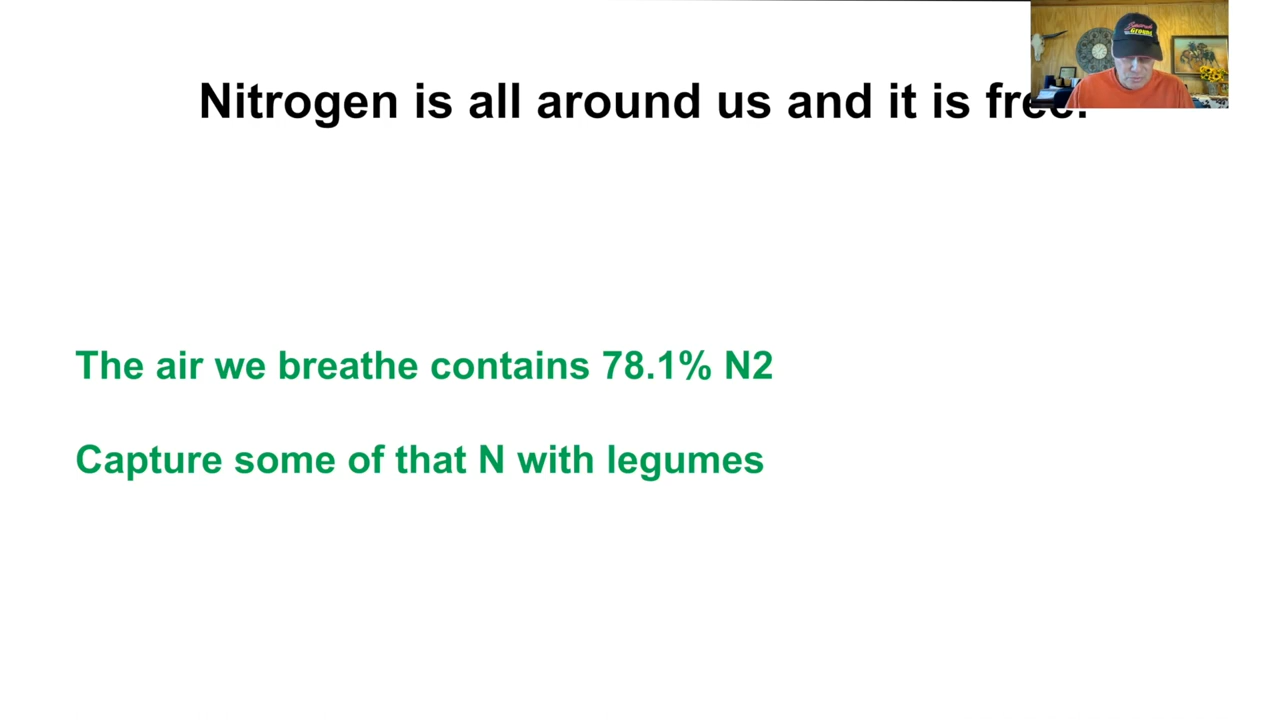 Nitrogen is all around us and it is free!
The air we breathe contains 78.1% N2
Capture some of that N with legumes